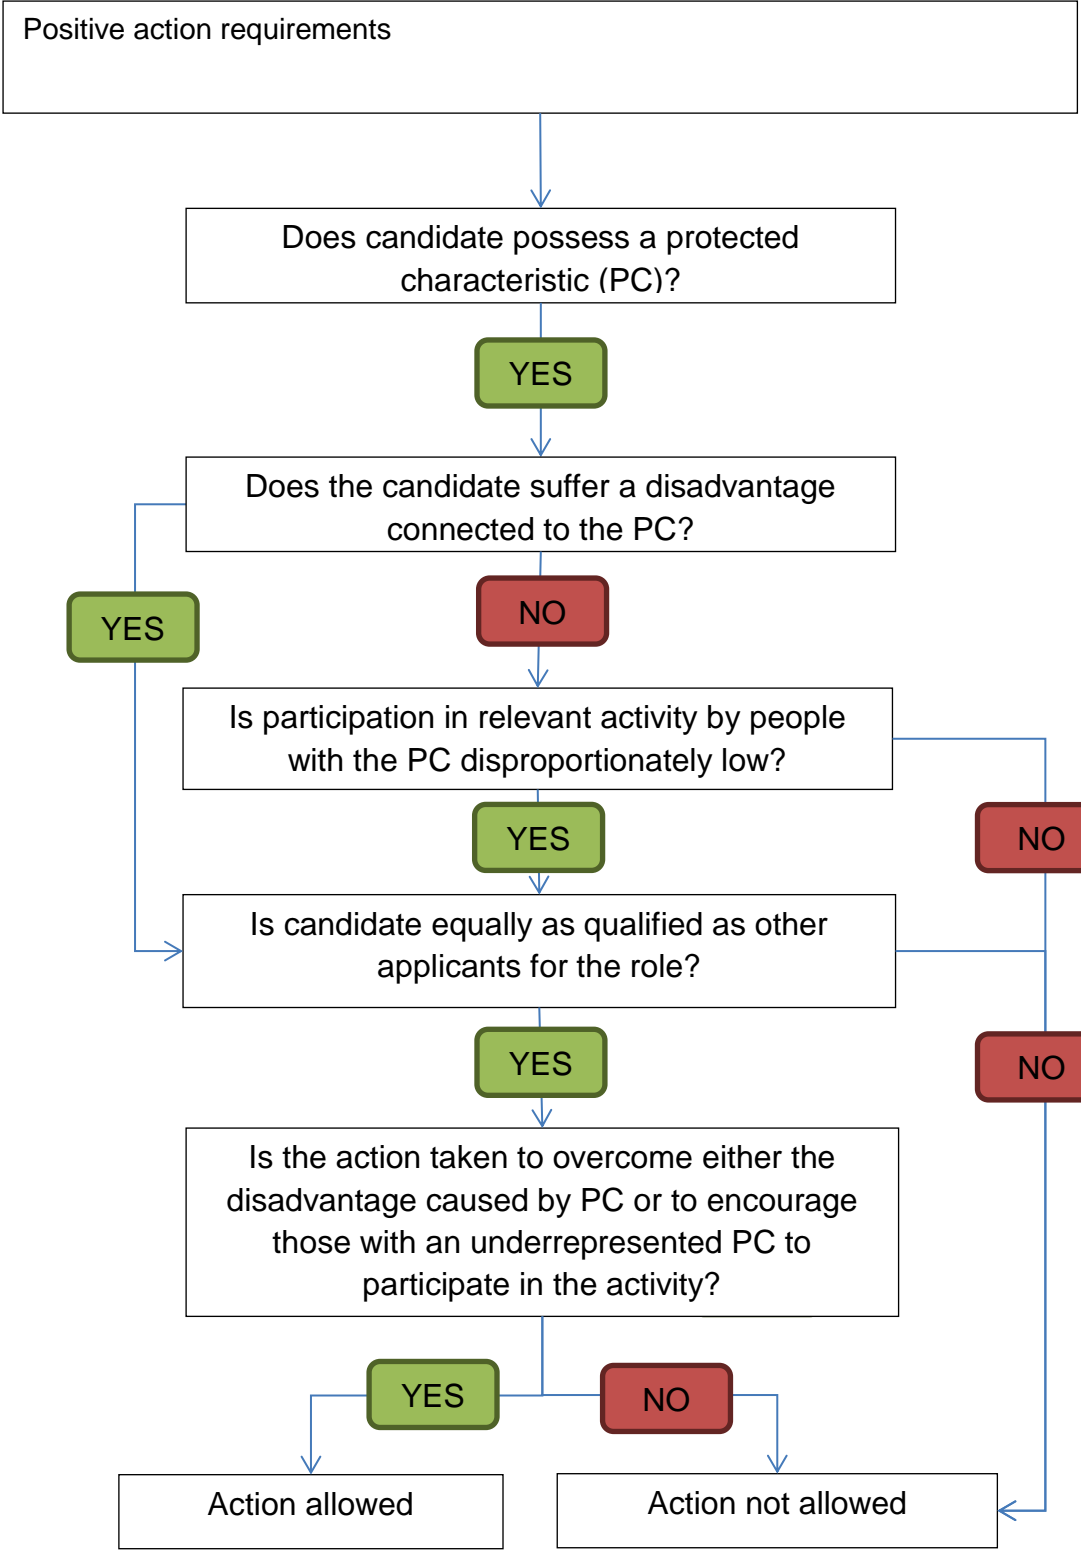 Positive action requirements
Does candidate possess a protected
characteristic (PC)?
YES
Does the candidate suffer a disadvantage
connected to the PC?
YES
NO
Is participation in relevant activity by people
with the PC disproportionately low?
YES
NO
Is candidate equally as qualified as other
applicants for the role?
YES
NO
Is the action taken to overcome either the
disadvantage caused by PC or to encourage
those with an underrepresented PC to
participate in the activity?
YES
NO
Action allowed
Action not allowed